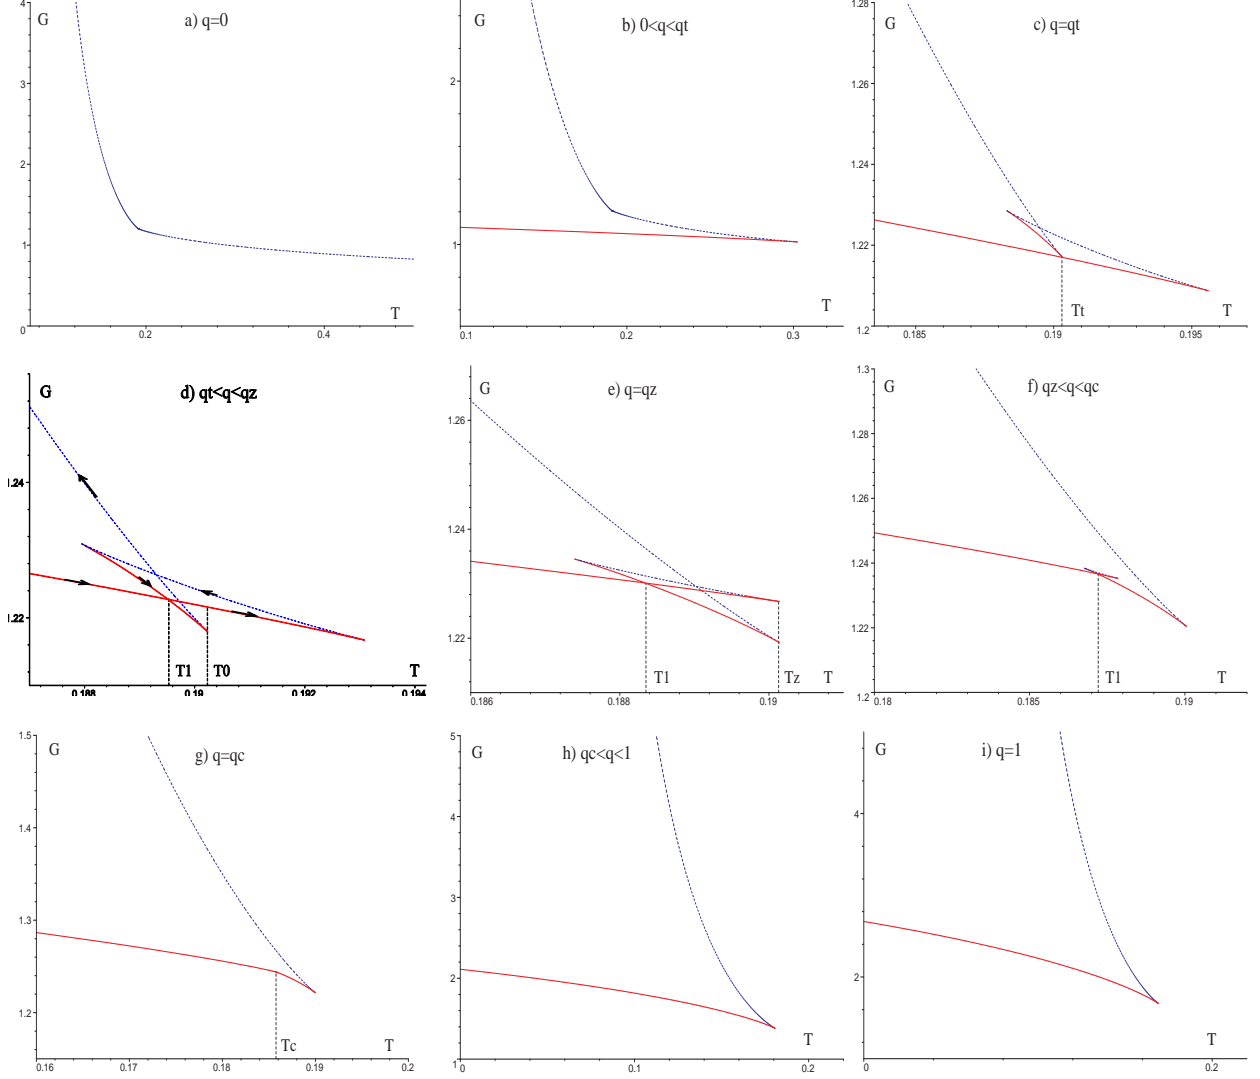 a) q=0
G
4
3
2
1
0
0.2
0.4
T
b) 0<q<qt
G
2
1
0.1
0.2
0.3
T
c) q=qt
G
1.28
1.26
1.24
1.22
1.2
0.185
0.19
0.195
Tt
T
d) qt<q<qz
G
1.24
1.22
T1
T0
T
0.188
0.19
0.192
0.194
e) q=qz
G
1.26
1.24
1.22
T1
Tz
T
0.186
0.188
0.19
f) qz<q<qc
G
1.3
1.28
1.26
1.24
1.22
1.2
T1
T
0.18
0.185
0.19
g) q=qc
G
1.5
1.4
1.3
1.2
Tc
T
0.16
0.17
0.18
0.19
0.2
h) qc<q<1
G
5
4
3
2
1
T
0
0.1
0.2
i) q=1
G
4
2
T
0
0.2